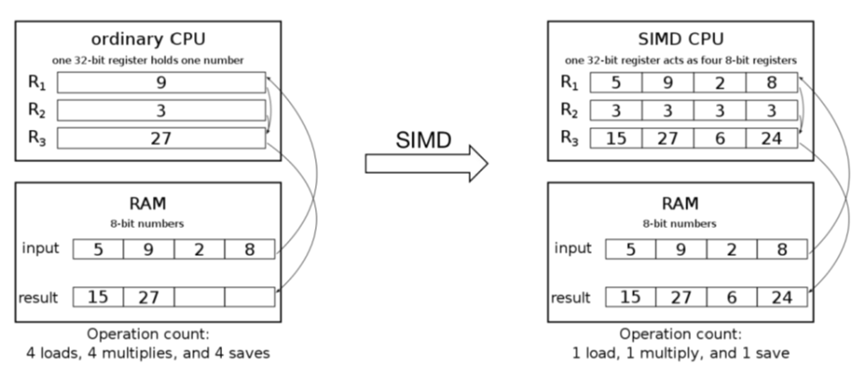 ordinary CPU
one 32-bit register holds one number
R1 9
R2 3
R3 27
RAM
8-bit numbers
input 5 9 2 8
result 15 27
Operation count:
4 loads, 4 multiplies, and 4 saves
SIMD
SIMD CPU
one 32-bit register acts as four 8-bit registers
R1 5 9 2 8
R2 3 3 3 3
R3 15 27 6 24
RAM
8-bit numbers
input 5 9 2 8
result 15 27 6 24
Operation count:
1 load, 1 multiply, and 1 save